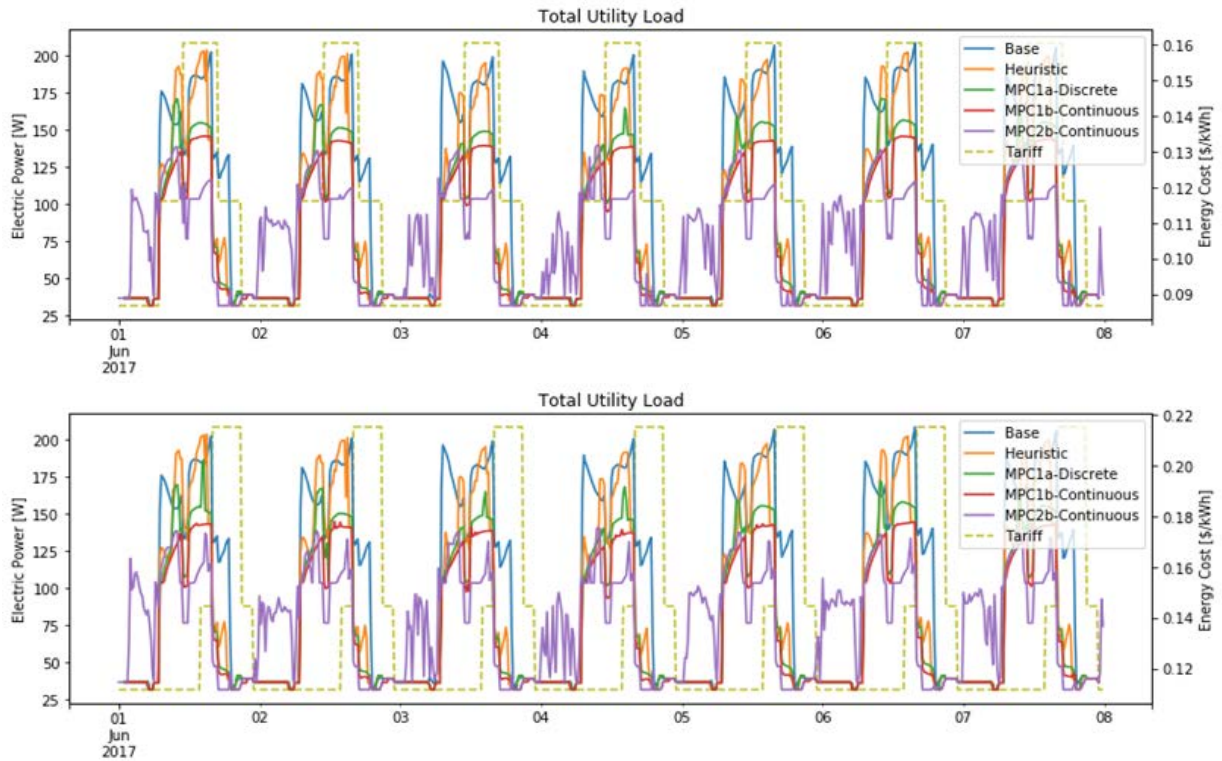 Total Utility Load
Electric Power [W]
200
175
150
125
100
75
50
25
Base
Heuristic
MPC1a-Discrete
MPC1b-Continuous
MPC2b-Continuous
Tariff
0.16
0.15
0.14
0.13
0.12
0.11
0.10
0.09
Energy Cost [$/kWh]
01 02 03 04 05 06 07 08
Jun
2017
Total Utility Load
Electric Power [W]
200
175
150
125
100
75
50
25
Base
Heuristic
MPC1a-Discrete
MPC1b-Continuous
MPC2b-Continuous
Tariff
0.22
0.20
0.18
0.16
0.14
0.12
Energy Cost [$/kWh]
01 02 03 04 05 06 07 08
Jun
2017